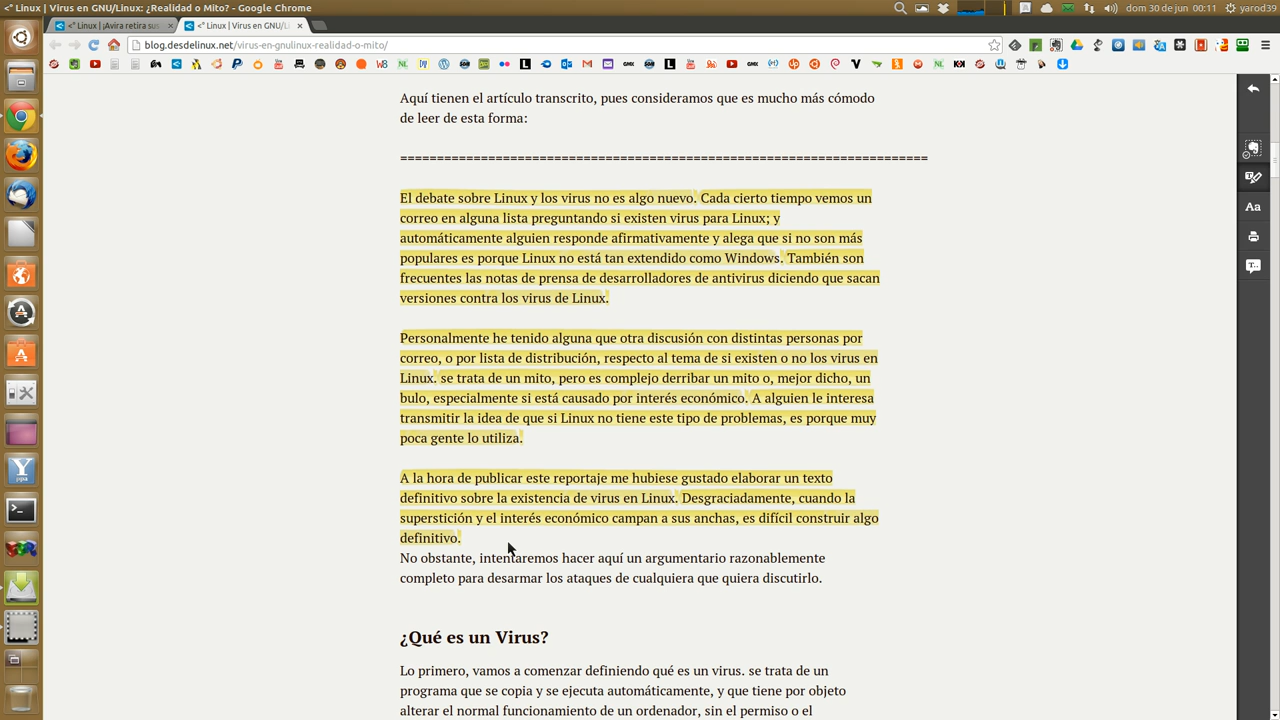 <° Linux | Virus en GNU/Linux: ¿Realidad o Mito? - Google Chrome
dom 30 de jun 00:11
yarod39
<° Linux | ¡Avira retira sus
<° Linux | Virus en GNU/L
blog.desdelinux.net/virus-en-gnulinux-realidad-o-mito/
Aquí tienen el artículo transcrito, pues consideramos que es mucho más cómodo
de leer de esta forma:
========================================================================
El debate sobre Linux y los virus no es algo nuevo. Cada cierto tiempo vemos un
correo en alguna lista preguntando si existen virus para Linux; y
automáticamente alguien responde afirmativamente y alega que si no son más
populares es porque Linux no está tan extendido como Windows. También son
frecuentes las notas de prensa de desarrolladores de antivirus diciendo que sacan
versiones contra los virus de Linux.
Personalmente he tenido alguna que otra discusión con distintas personas por
correo, o por lista de distribución, respecto al tema de si existen o no los virus en
Linux. se trata de un mito, pero es complejo derribar un mito o, mejor dicho, un
bulo, especialmente si está causado por interés económico. A alguien le interesa
transmitir la idea de que si Linux no tiene este tipo de problemas, es porque muy
poca gente lo utiliza.
A la hora de publicar este reportaje me hubiese gustado elaborar un texto
definitivo sobre la existencia de virus en Linux. Desgraciadamente, cuando la
superstición y el interés económico campan a sus anchas, es difícil construir algo
definitivo.
No obstante, intentaremos hacer aquí un argumentario razonablemente
completo para desarmar los ataques de cualquiera que quiera discutirlo.
¿Qué es un Virus?
Lo primero, vamos a comenzar definiendo qué es un virus. se trata de un
programa que se copia y se ejecuta automáticamente, y que tiene por objeto
alterar el normal funcionamiento de un ordenador, sin el permiso o el
Aa